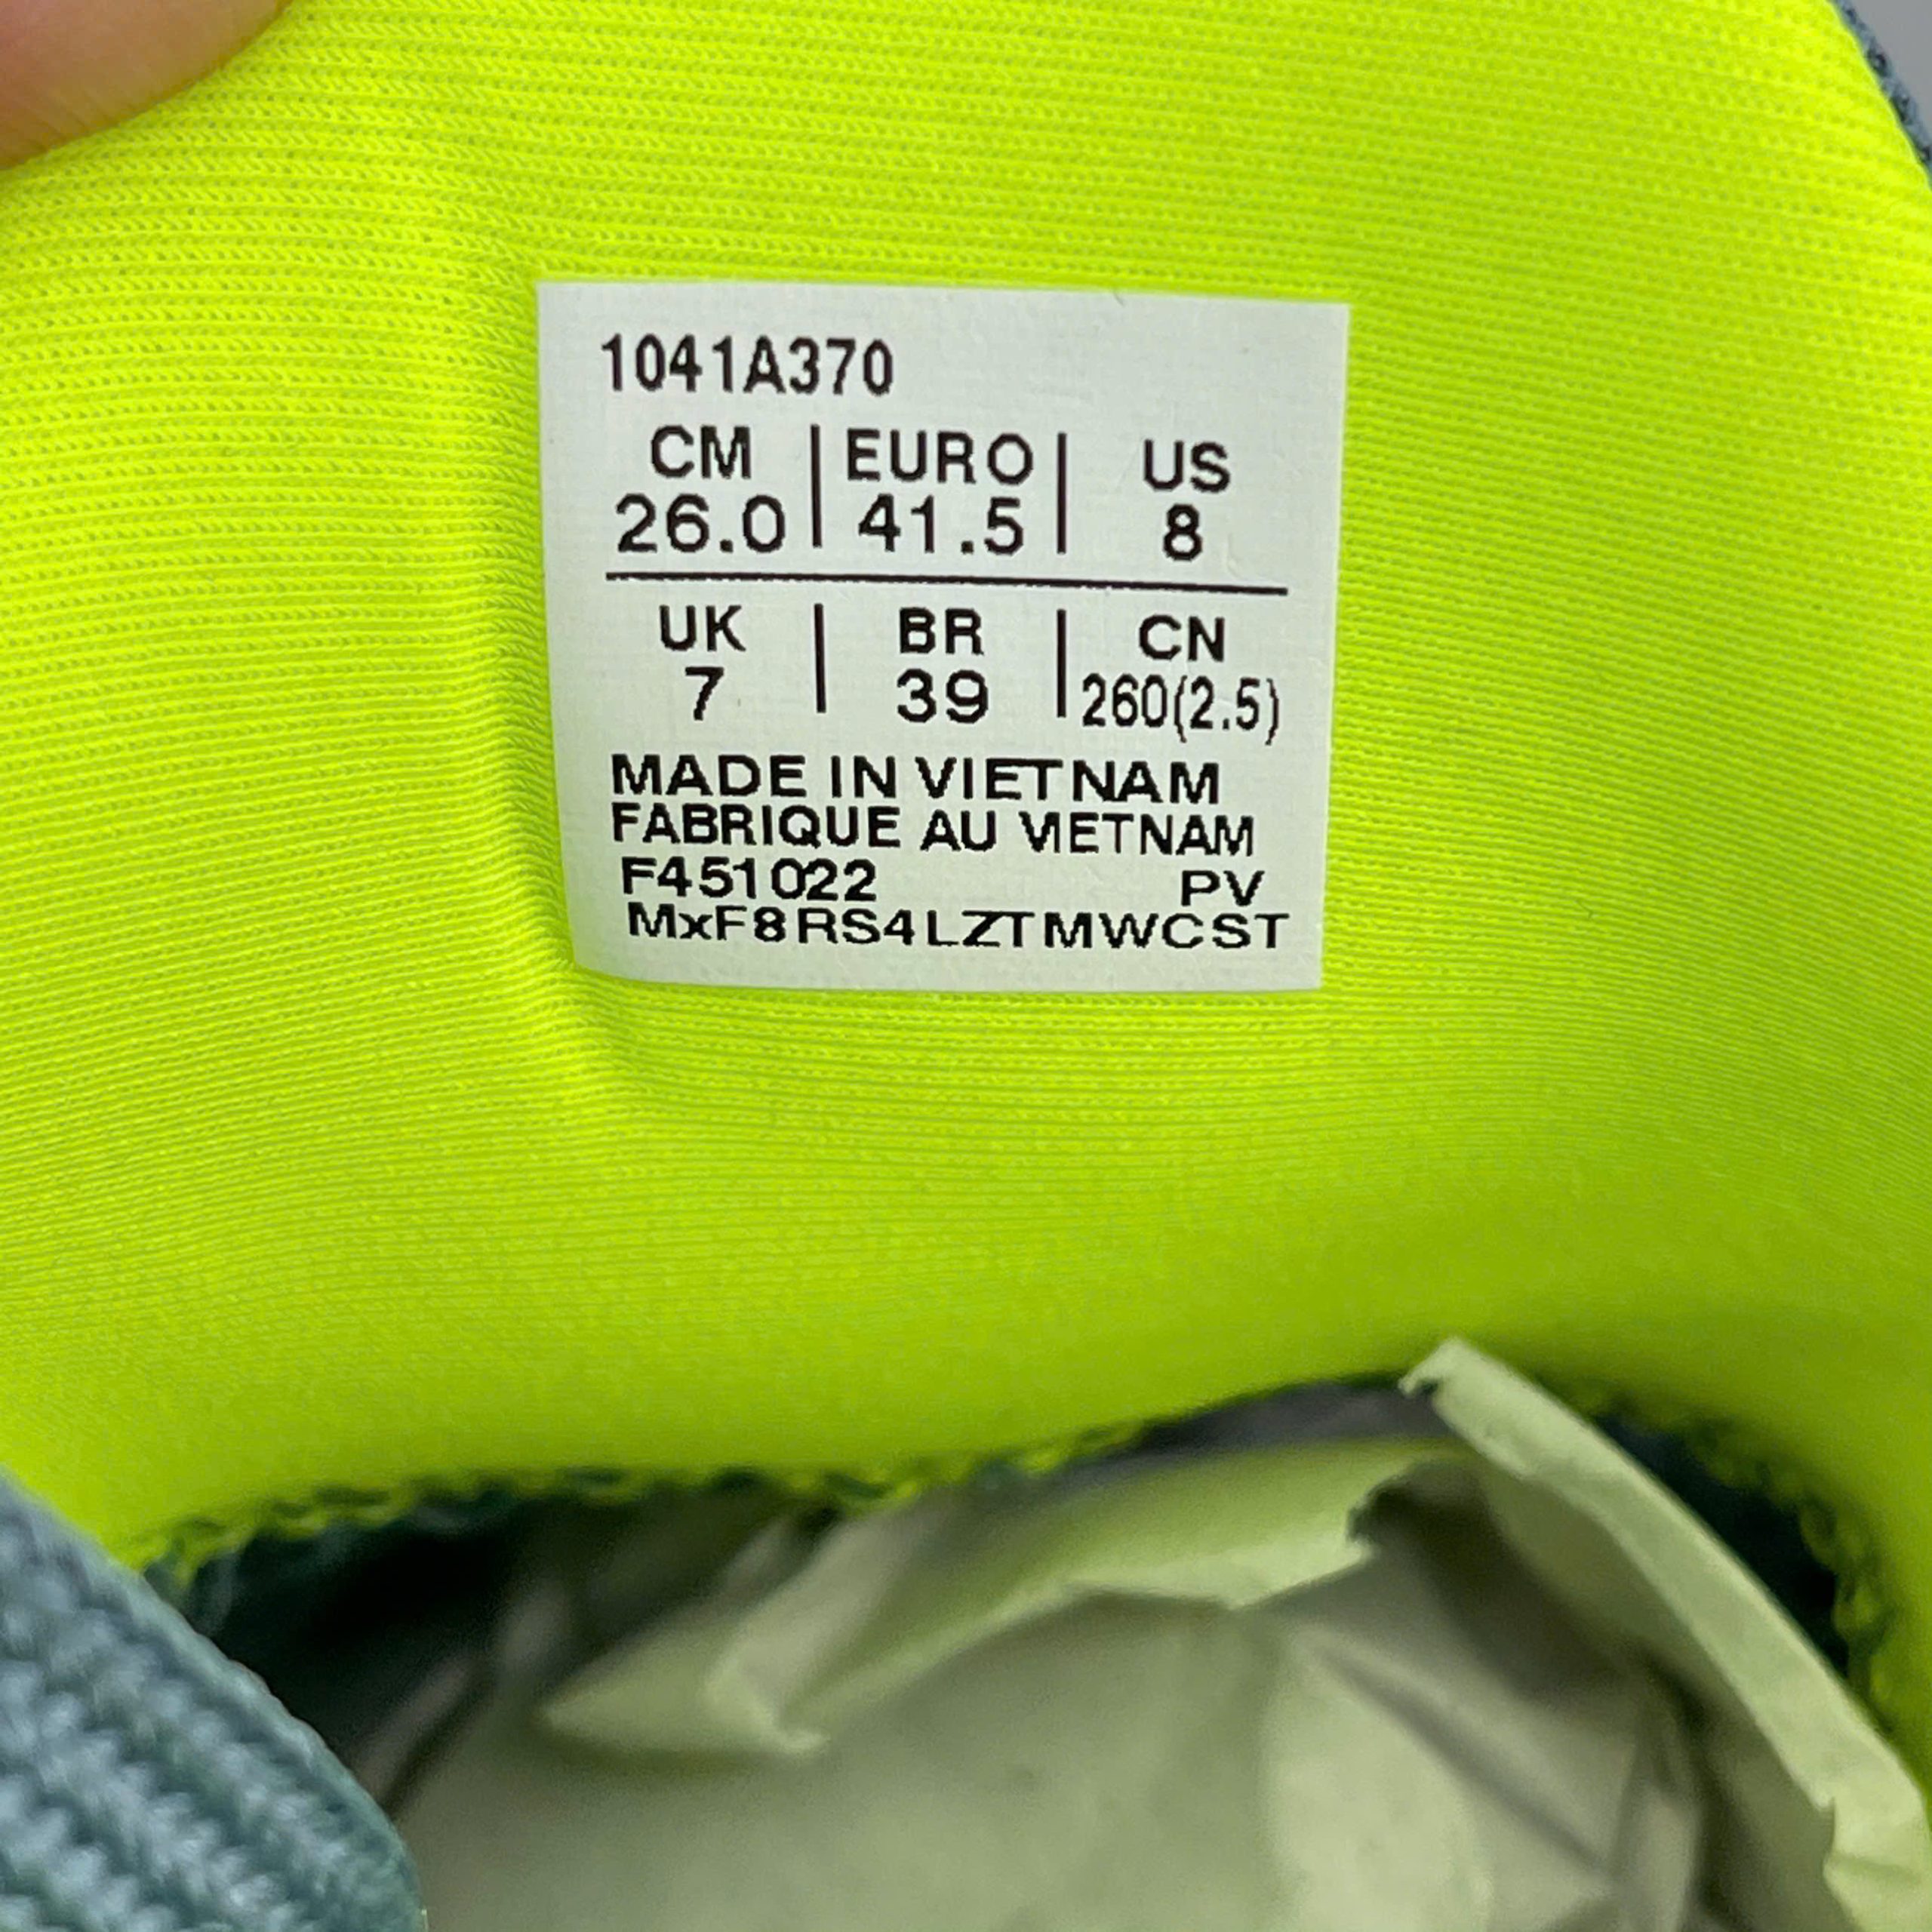 1041A370
CM | EURO | US
26.0 | 41.5 | 8
UK | BR | CN
7 | 39 | 260(2.5)
MADE IN VIETNAM
FABRIQUE AU VIETNAM
F451022 PV
MxF8RS4LZTMWCST